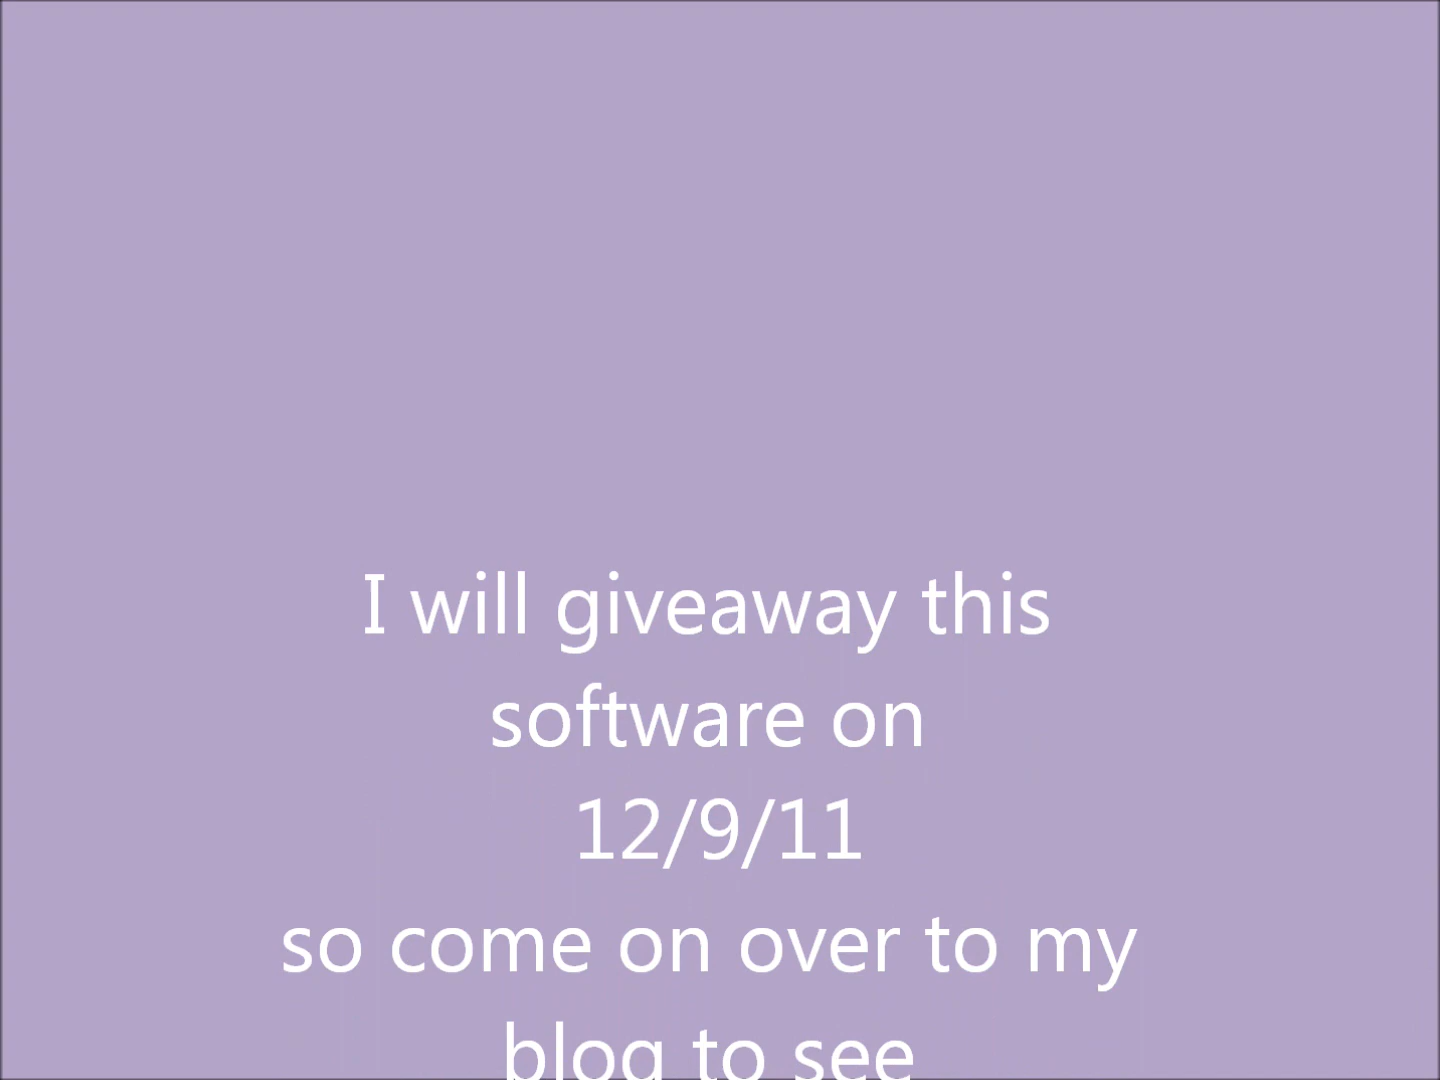 I will giveaway this
software on
12/9/11
so come on over to my
blog to see